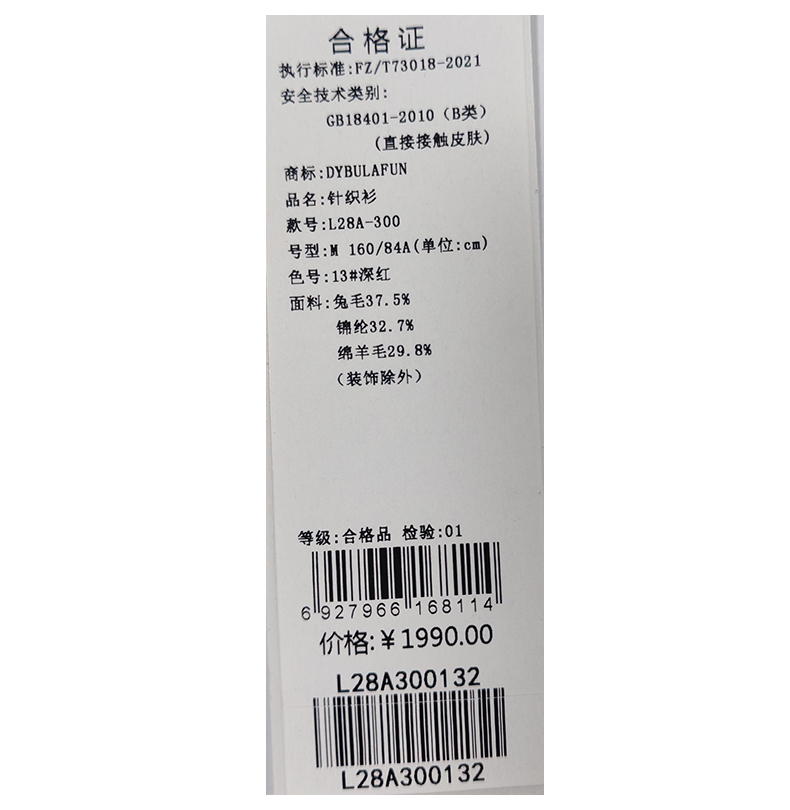 合格证
执行标准:FZ/T73018-2021
安全技术类别:
GB18401-2010（B类）
(直接接触皮肤)
商标:DYBULAFUN
品名:针织衫
款号:L28A-300
号型:M 160/84A(单位:cm)
色号:13#深红
面料:兔毛37.5%
锦纶32.7%
绵羊毛29.8%
（装饰除外）
等级:合格品 检验:01
6 927966 168114
价格:￥1990.00
L28A300132
L28A300132